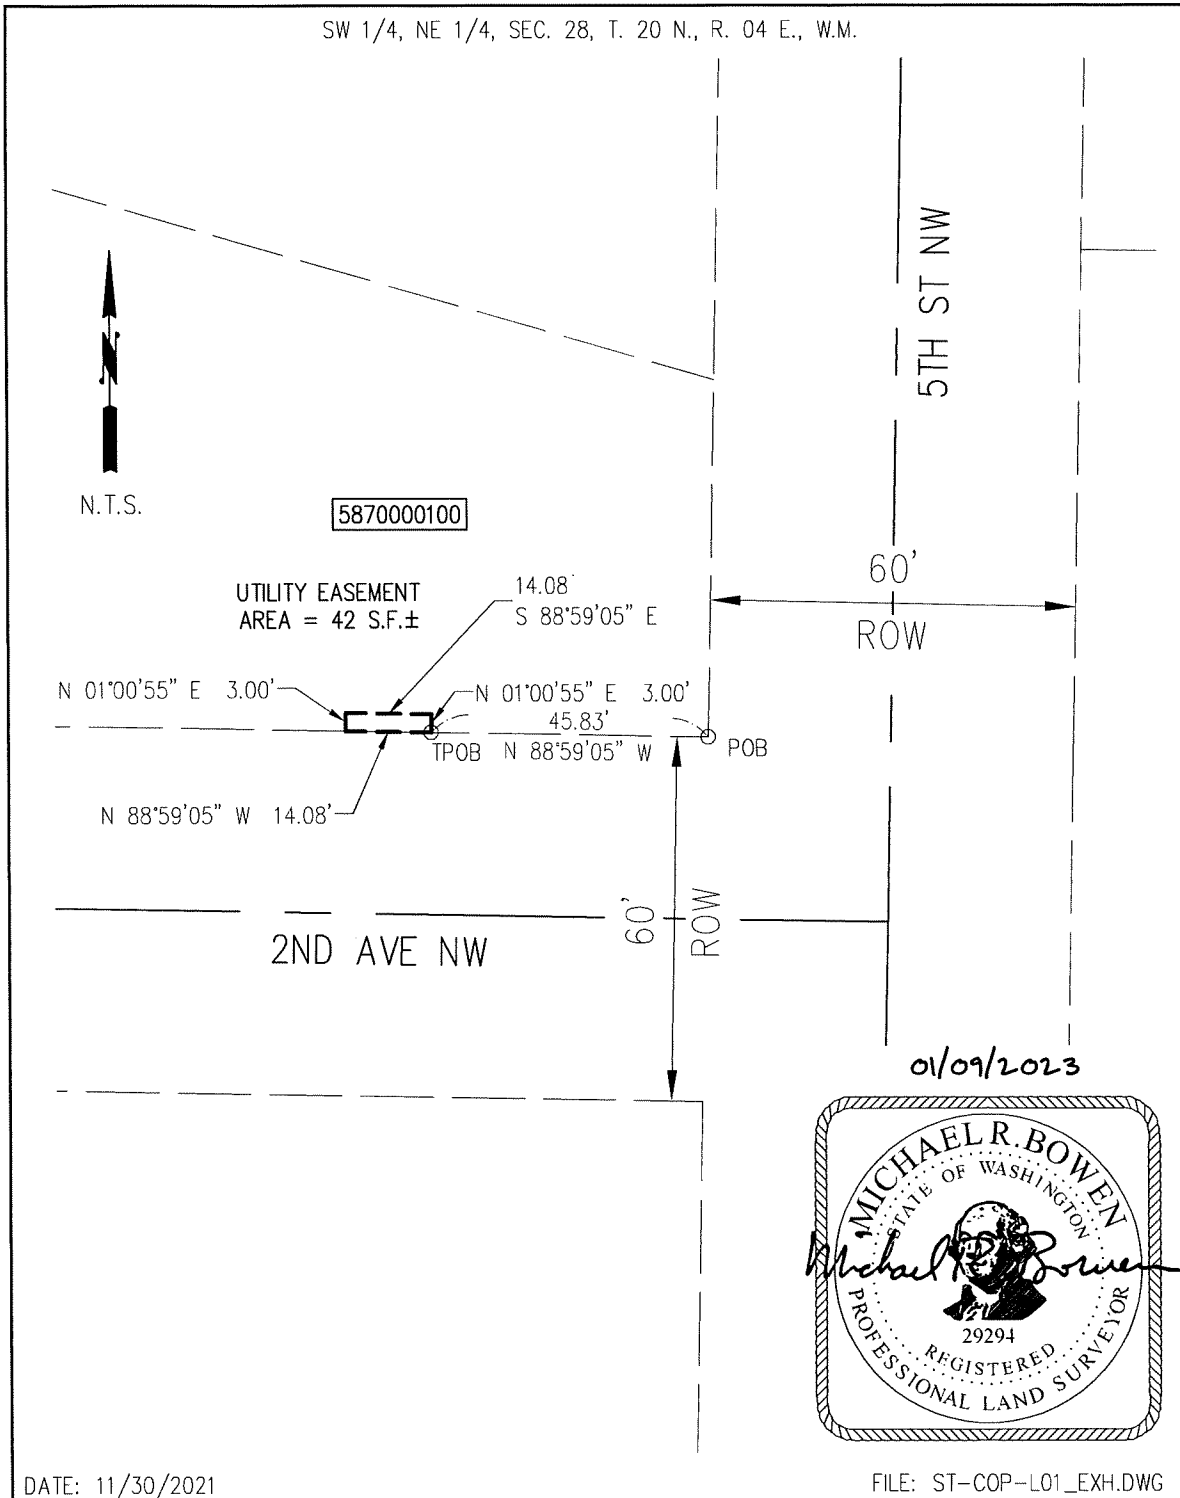 SW 1/4, NE 1/4, SEC. 28, T. 20 N., R. 04 E., W.M.
5TH ST NW
N
N.T.S.
5870000100
UTILITY EASEMENT
AREA = 42 S.F.±
14.08'
S 88°59'05" E
60'
ROW
N 01°00'55" E 3.00'
N 01°00'55" E 3.00'
45.83'
TPOB N 88°59'05" W
POB
N 88°59'05" W 14.08'
60'
ROW
2ND AVE NW
01/09/2023
MICHAEL R. BOWEN
STATE OF WASHINGTON
Michael R. Bowen
29294
REGISTERED
PROFESSIONAL LAND SURVEYOR
DATE: 11/30/2021
FILE: ST-COP-L01_EXH.DWG